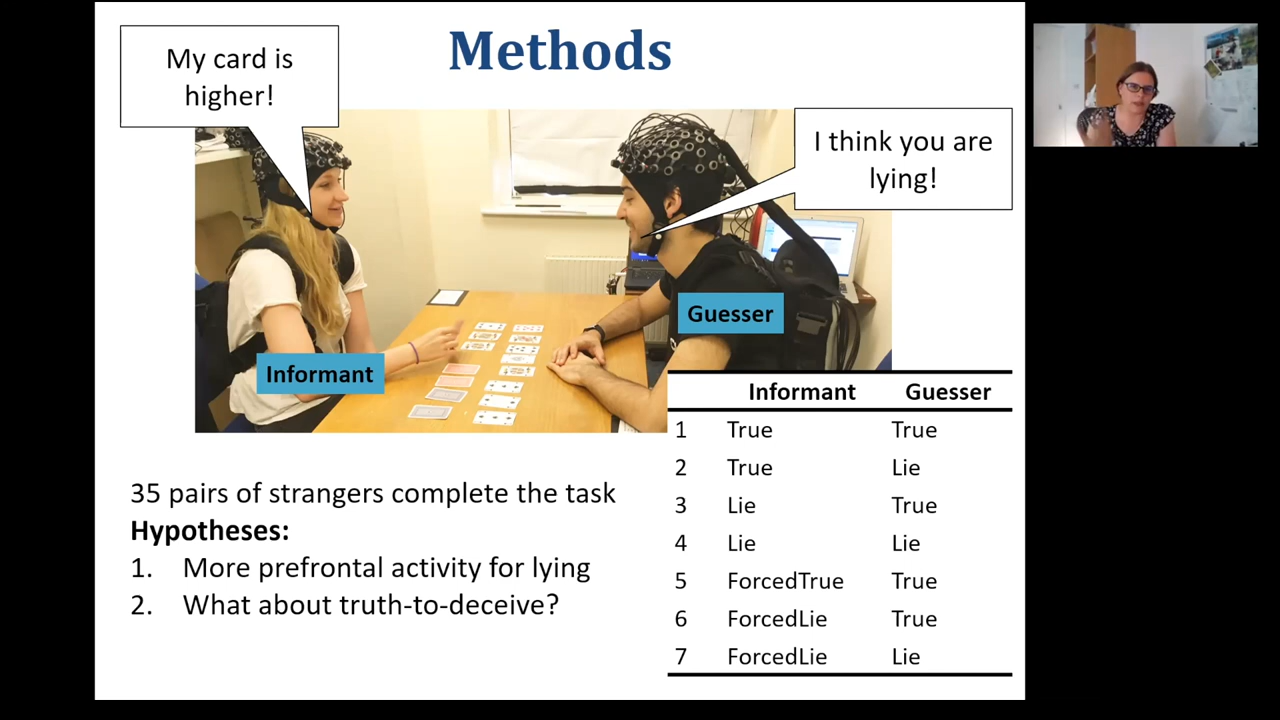 Methods
My card is
higher!
I think you are
lying!
Informant
Guesser
35 pairs of strangers complete the task
Hypotheses:
1. More prefrontal activity for lying
2. What about truth-to-deceive?
Informant Guesser
1 True True
2 True Lie
3 Lie True
4 Lie Lie
5 ForcedTrue True
6 ForcedLie True
7 ForcedLie Lie